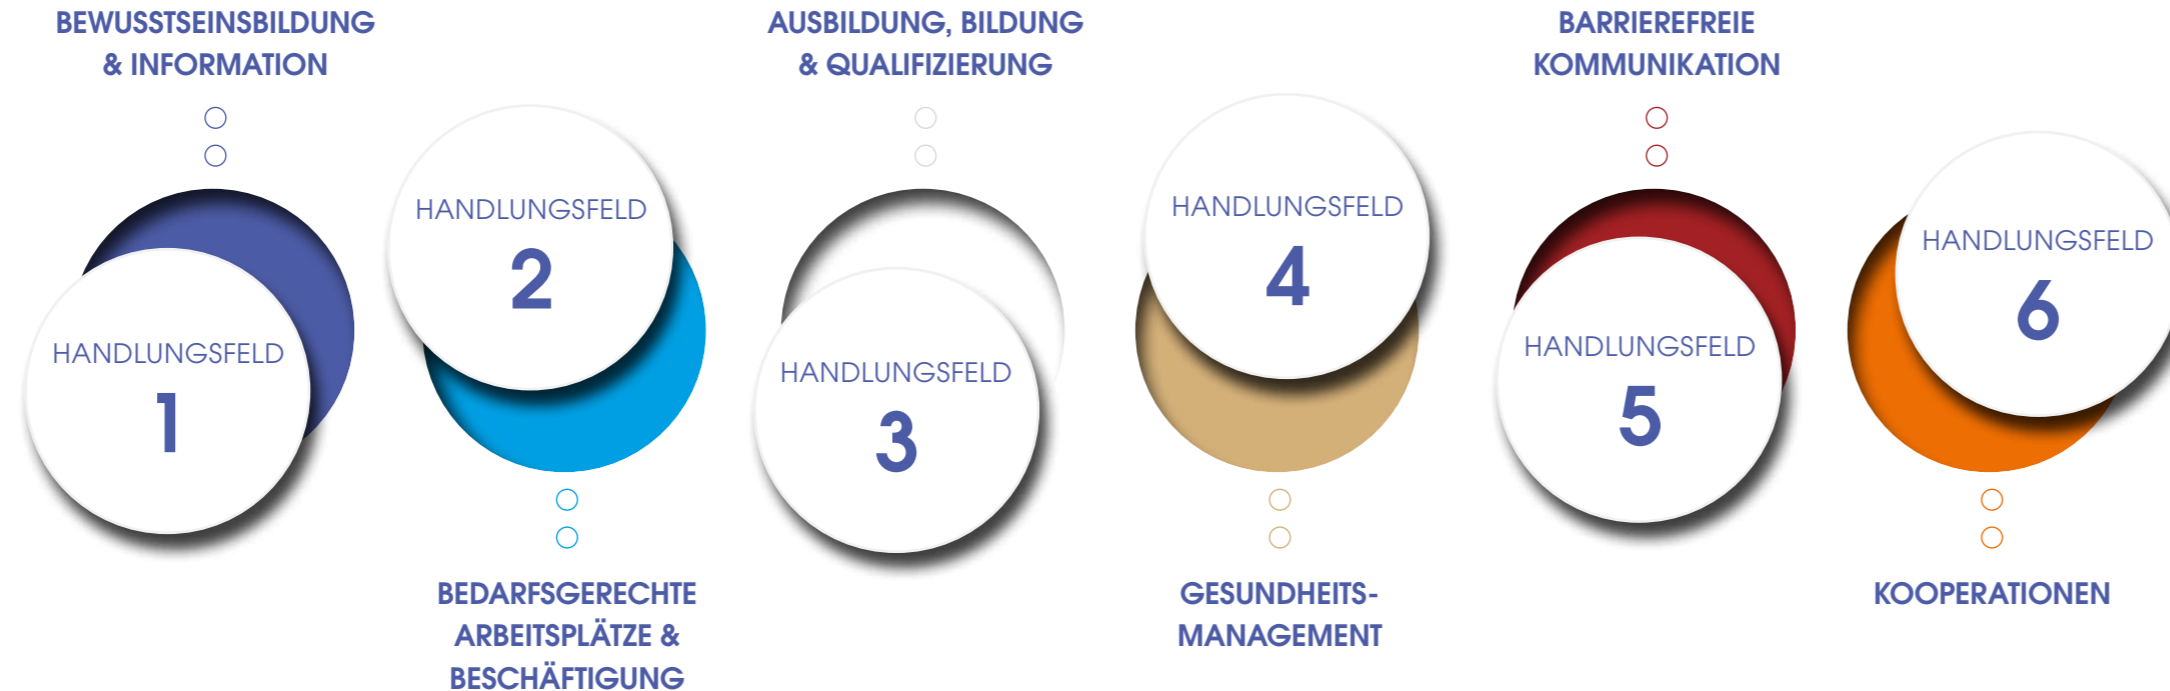 BEWUSSTSEINSBILDUNG
& INFORMATION
HANDLUNGSFELD
1
HANDLUNGSFELD
2
BEDARFSGERECHTE
ARBEITSPLÄTZE &
BESCHÄFTIGUNG
AUSBILDUNG, BILDUNG
& QUALIFIZIERUNG
HANDLUNGSFELD
3
HANDLUNGSFELD
4
GESUNDHEITS-
MANAGEMENT
BARRIEREFREIE
KOMMUNIKATION
HANDLUNGSFELD
5
HANDLUNGSFELD
6
KOOPERATIONEN